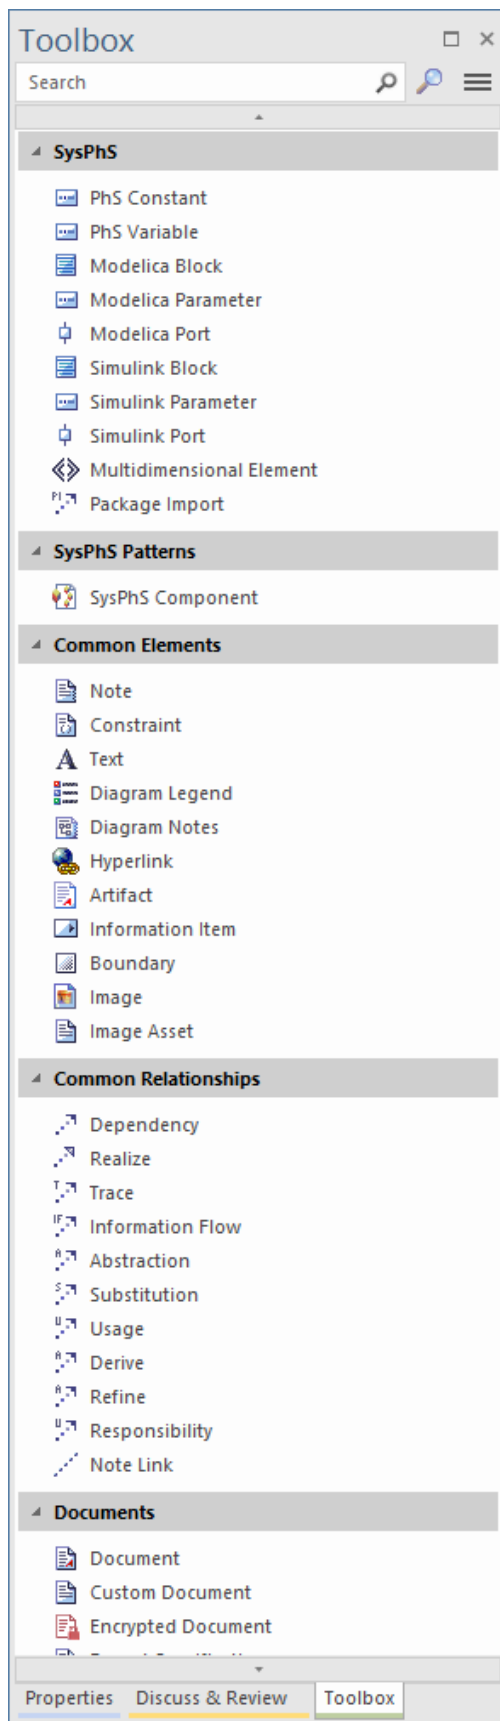 Toolbox
Search
SysPhS
PhS Constant
PhS Variable
Modelica Block
Modelica Parameter
Modelica Port
Simulink Block
Simulink Parameter
Simulink Port
Multidimensional Element
Package Import
SysPhS Patterns
SysPhS Component
Common Elements
Note
Constraint
Text
Diagram Legend
Diagram Notes
Hyperlink
Artifact
Information Item
Boundary
Image
Image Asset
Common Relationships
Dependency
Realize
Trace
Information Flow
Abstraction
Substitution
Usage
Derive
Refine
Responsibility
Note Link
Documents
Document
Custom Document
Encrypted Document
Properties Discuss & Review Toolbox